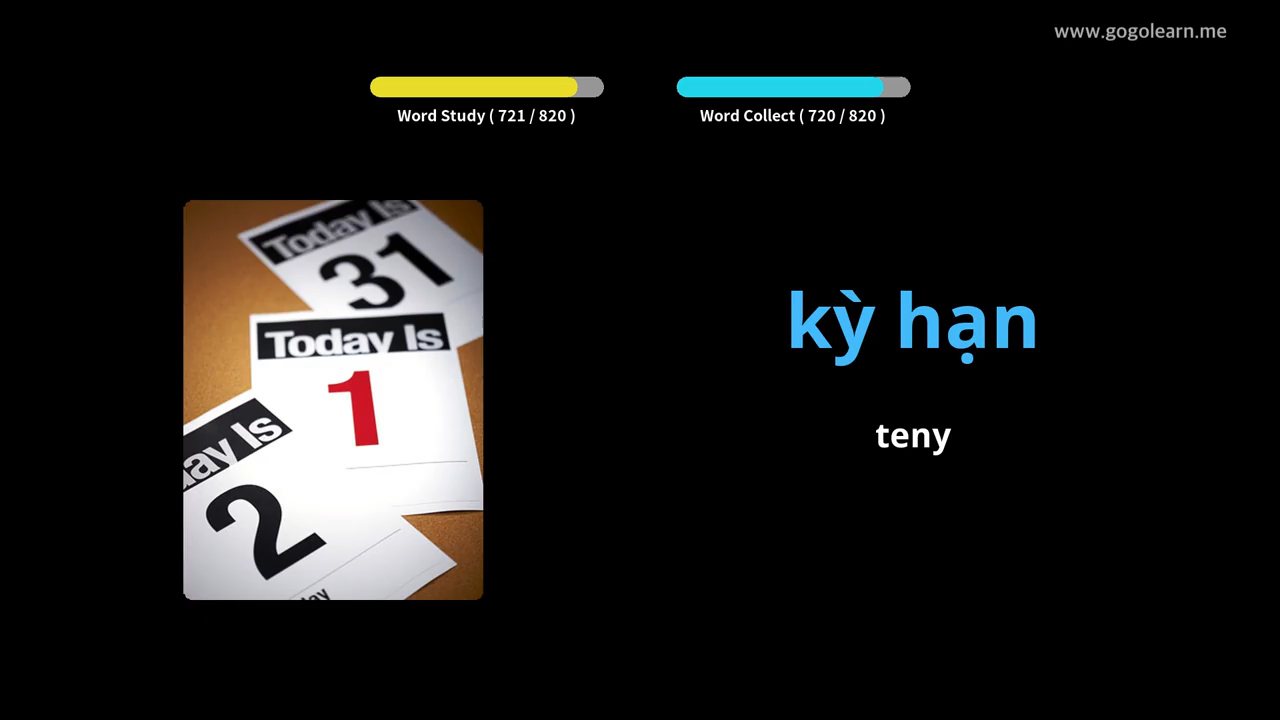 www.gogolearn.me
Word Study ( 721 / 820 )
Word Collect ( 720 / 820 )
Today Is
31
Today Is
1
day Is
2
kỳ hạn
teny